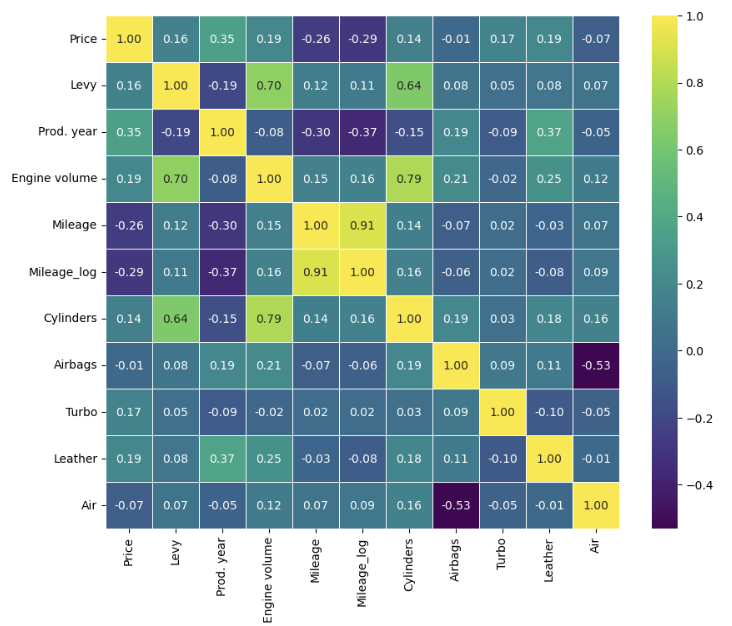 Price 1.00 0.16 0.35 0.19 -0.26 -0.29 0.14 -0.01 0.17 0.19 -0.07
Levy 0.16 1.00 -0.19 0.70 0.12 0.11 0.64 0.08 0.05 0.08 0.07
Prod. year 0.35 -0.19 1.00 -0.08 -0.30 -0.37 -0.15 0.19 -0.09 0.37 -0.05
Engine volume 0.19 0.70 -0.08 1.00 0.15 0.16 0.79 0.21 -0.02 0.25 0.12
Mileage -0.26 0.12 -0.30 0.15 1.00 0.91 0.14 -0.07 0.02 -0.03 0.07
Mileage_log -0.29 0.11 -0.37 0.16 0.91 1.00 0.16 -0.06 0.02 -0.08 0.09
Cylinders 0.14 0.64 -0.15 0.79 0.14 0.16 1.00 0.19 0.03 0.18 0.16
Airbags -0.01 0.08 0.19 0.21 -0.07 -0.06 0.19 1.00 0.09 0.11 -0.53
Turbo 0.17 0.05 -0.09 -0.02 0.02 0.02 0.03 0.09 1.00 -0.10 -0.05
Leather 0.19 0.08 0.37 0.25 -0.03 -0.08 0.18 0.11 -0.10 1.00 -0.01
Air -0.07 0.07 -0.05 0.12 0.07 0.09 0.16 -0.53 -0.05 -0.01 1.00
Price
Levy
Prod. year
Engine volume
Mileage
Mileage_log
Cylinders
Airbags
Turbo
Leather
Air
1.0
0.8
0.6
0.4
0.2
0.0
−0.2
−0.4